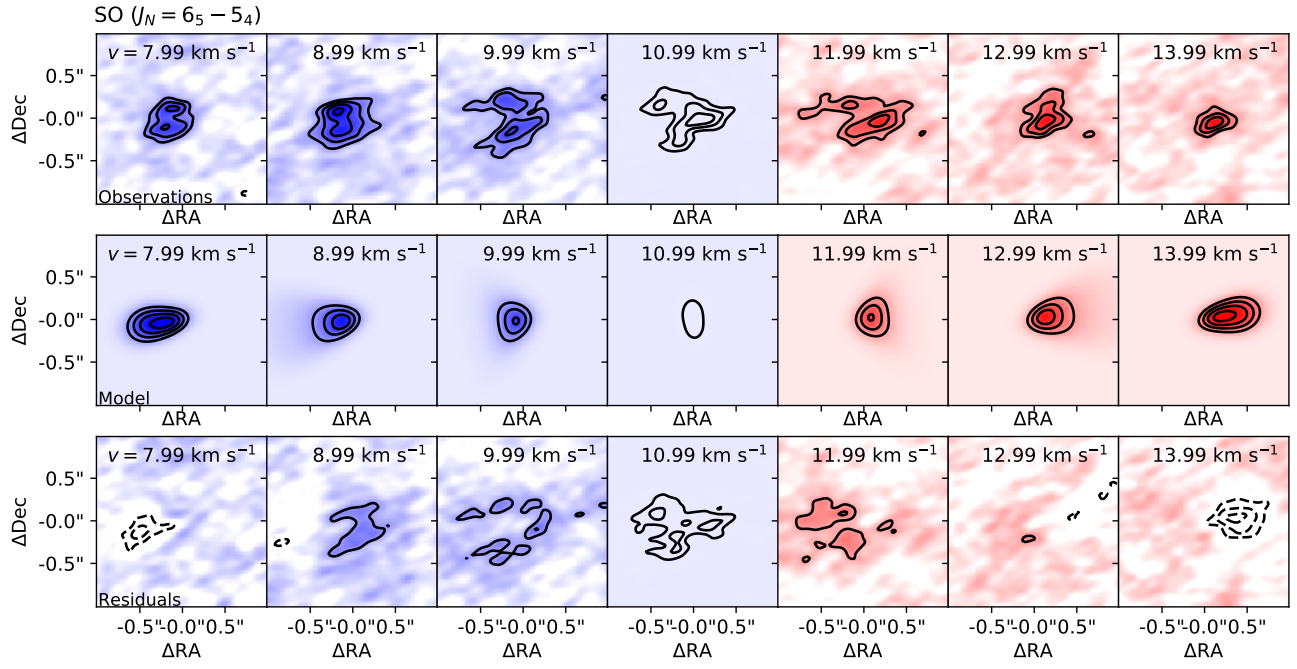 SO (J_N = 6_5 − 5_4)
v = 7.99 km s⁻¹ 8.99 km s⁻¹ 9.99 km s⁻¹ 10.99 km s⁻¹ 11.99 km s⁻¹ 12.99 km s⁻¹ 13.99 km s⁻¹
0.5"
-0.0"
-0.5"
ΔDec
Observations
ΔRA ΔRA ΔRA ΔRA ΔRA ΔRA ΔRA
v = 7.99 km s⁻¹ 8.99 km s⁻¹ 9.99 km s⁻¹ 10.99 km s⁻¹ 11.99 km s⁻¹ 12.99 km s⁻¹ 13.99 km s⁻¹
0.5"
-0.0"
-0.5"
ΔDec
Model
ΔRA ΔRA ΔRA ΔRA ΔRA ΔRA ΔRA
v = 7.99 km s⁻¹ 8.99 km s⁻¹ 9.99 km s⁻¹ 10.99 km s⁻¹ 11.99 km s⁻¹ 12.99 km s⁻¹ 13.99 km s⁻¹
0.5"
-0.0"
-0.5"
ΔDec
Residuals
-0.5" -0.0" 0.5" -0.5" -0.0" 0.5" -0.5" -0.0" 0.5" -0.5" -0.0" 0.5" -0.5" -0.0" 0.5" -0.5" -0.0" 0.5" -0.5" -0.0" 0.5"
ΔRA ΔRA ΔRA ΔRA ΔRA ΔRA ΔRA